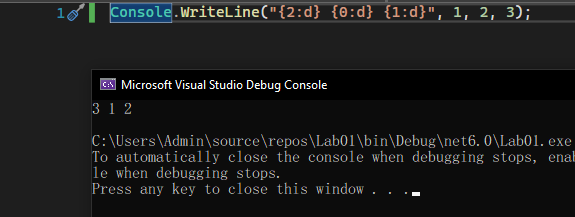 1 Console.WriteLine("{2:d} {0:d} {1:d}", 1, 2, 3);
C:\ Microsoft Visual Studio Debug Console
3 1 2
C:\Users\Admin\source\repos\Lab01\bin\Debug\net6.0\Lab01.exe
To automatically close the console when debugging stops, enab
le when debugging stops.
Press any key to close this window . . .